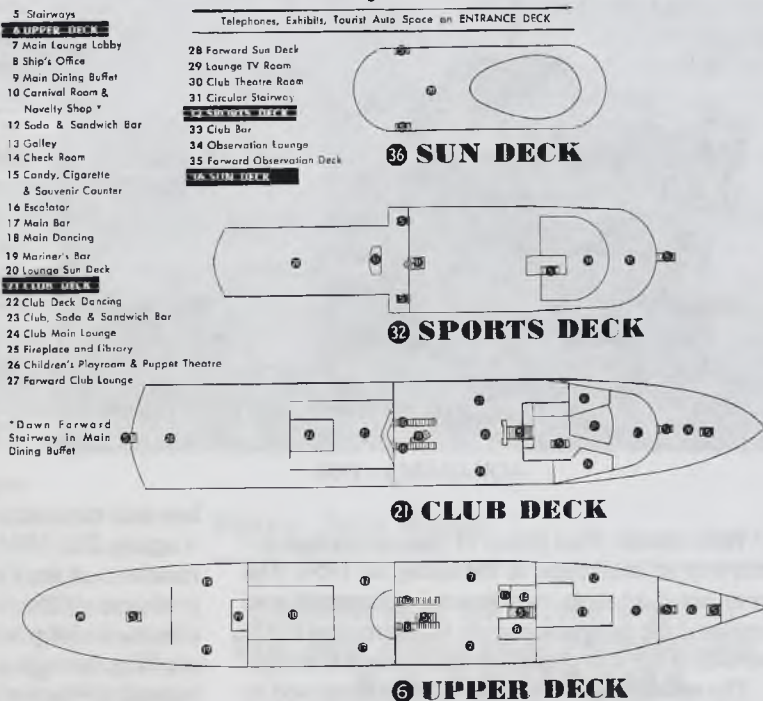 5 Stairways
6 UPPER DECK
7 Main Lounge Lobby
8 Ship's Office
9 Main Dining Buffet
10 Carnival Room &
Novelty Shop *
12 Soda & Sandwich Bar
13 Galley
14 Check Room
15 Candy, Cigarette
& Souvenir Counter
16 Escalator
17 Main Bar
18 Main Dancing
19 Mariner's Bar
20 Lounge Sun Deck
21 CLUB DECK
22 Club Deck Dancing
23 Club, Soda & Sandwich Bar
24 Club Main Lounge
25 Fireplace and Library
26 Children's Playroom & Puppet Theatre
27 Forward Club Lounge
*Down Forward
Stairway in Main
Dining Buffet
Telephones, Exhibits, Tourist Auto Space on ENTRANCE DECK
28 Forward Sun Deck
29 Lounge TV Room
30 Club Theatre Room
31 Circular Stairway
32 SPORTS DECK
33 Club Bar
34 Observation Lounge
35 Forward Observation Deck
36 SUN DECK
36 SUN DECK
32 SPORTS DECK
21 CLUB DECK
6 UPPER DECK